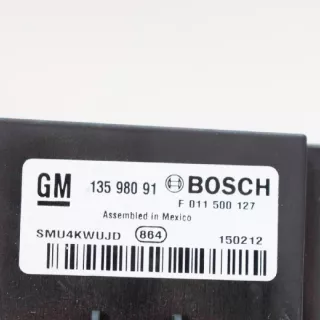 GM 135 980 91 BOSCH
F 011 500 127
Assembled in Mexico
SMU4KWUJD 864 150212